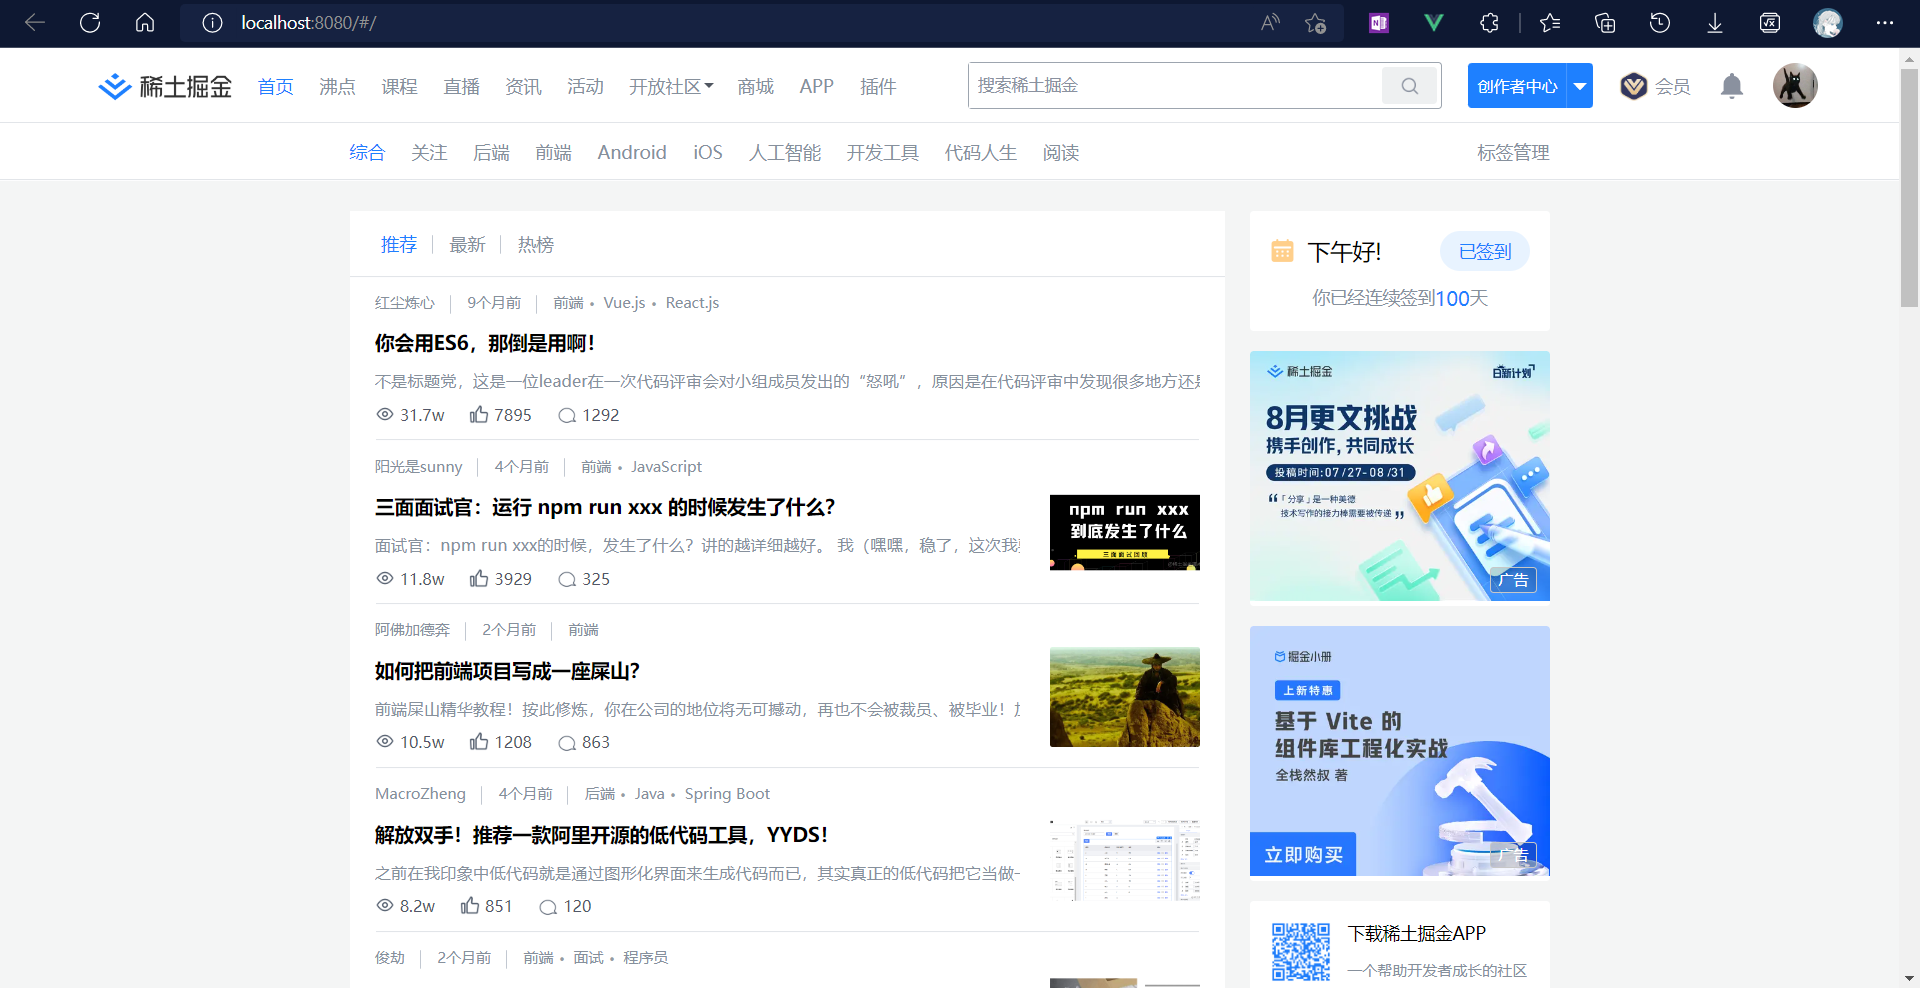 localhost:8080/#/
稀土掘金 首页 沸点 课程 直播 资讯 活动 开放社区 商城 APP 插件 搜索稀土掘金 创作者中心 会员
综合 关注 后端 前端 Android iOS 人工智能 开发工具 代码人生 阅读 标签管理
推荐 最新 热榜
红尘炼心 9个月前 前端 • Vue.js • React.js
你会用ES6，那倒是用啊！
不是标题党，这是一位leader在一次代码评审会对小组成员发出的“怒吼”，原因是在代码评审中发现很多地方还是
31.7w 7895 1292
阳光是sunny 4个月前 前端 • JavaScript
三面面试官：运行 npm run xxx 的时候发生了什么？
面试官：npm run xxx的时候，发生了什么？讲的越详细越好。 我（嘿嘿，稳了，这次我
11.8w 3929 325
npm run xxx
到底发生了什么
三面面试回顾
阿佛加德奔 2个月前 前端
如何把前端项目写成一座屎山？
前端屎山精华教程！按此修炼，你在公司的地位将无可撼动，再也不会被裁员、被毕业！
10.5w 1208 863
MacroZheng 4个月前 后端 • Java • Spring Boot
解放双手！推荐一款阿里开源的低代码工具，YYDS！
之前在我印象中低代码就是通过图形化界面来生成代码而已，其实真正的低代码把它当做
8.2w 851 120
俊劫 2个月前 前端 • 面试 • 程序员
下午好!
已签到
你已经连续签到100天
稀土掘金 日新计划
8月更文挑战
携手创作，共同成长
投稿时间:07/27-08/31
“「分享」是一种美德
技术写作的接力棒需要被传递”
广告
掘金小册
上新特惠
基于 Vite 的
组件库工程化实战
全栈然叔 著
立即购买
广告
下载稀土掘金APP
一个帮助开发者成长的社区